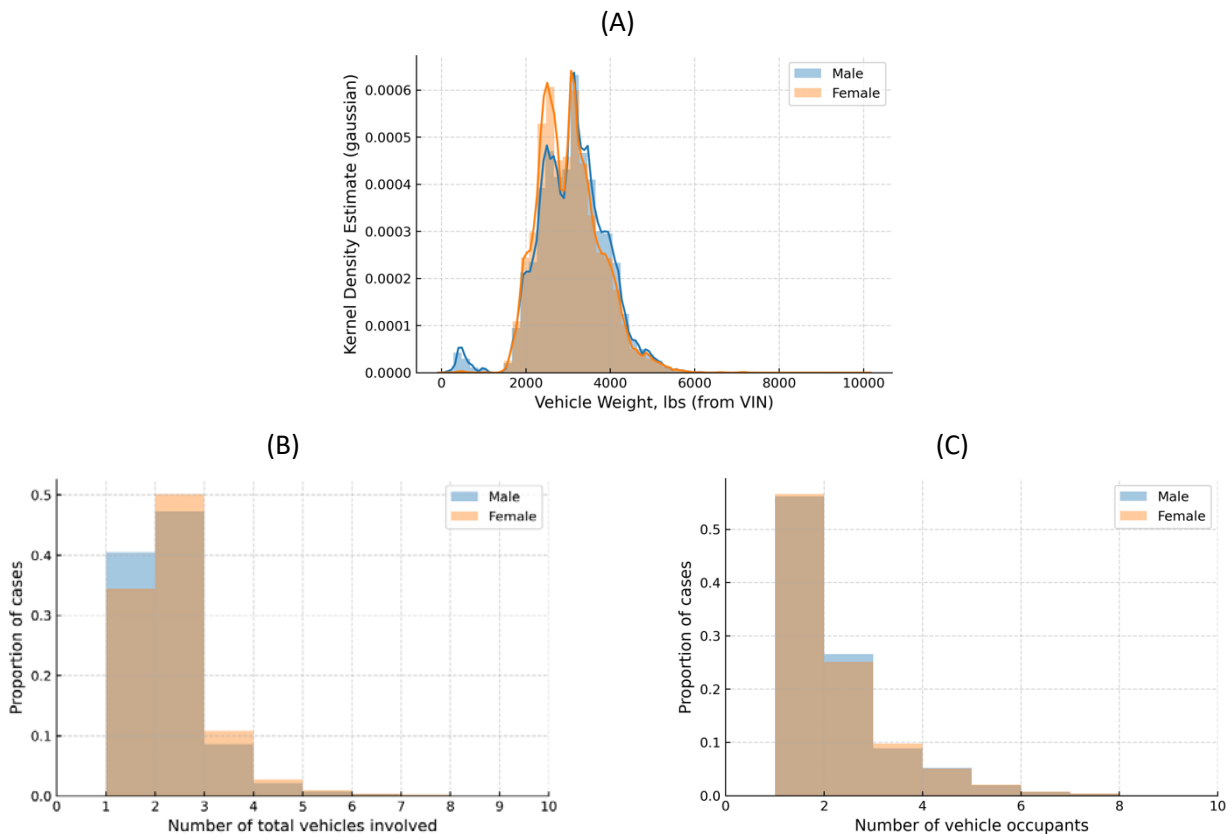 (A)
Kernel Density Estimate (gaussian)
0.0006
0.0005
0.0004
0.0003
0.0002
0.0001
0.0000
Male
Female
0 2000 4000 6000 8000 10000
Vehicle Weight, lbs (from VIN)
(B)
Proportion of cases
0.5
0.4
0.3
0.2
0.1
0.0
Male
Female
0 1 2 3 4 5 6 7 8 9 10
Number of total vehicles involved
(C)
Proportion of cases
0.5
0.4
0.3
0.2
0.1
0.0
Male
Female
0 2 4 6 8 10
Number of vehicle occupants